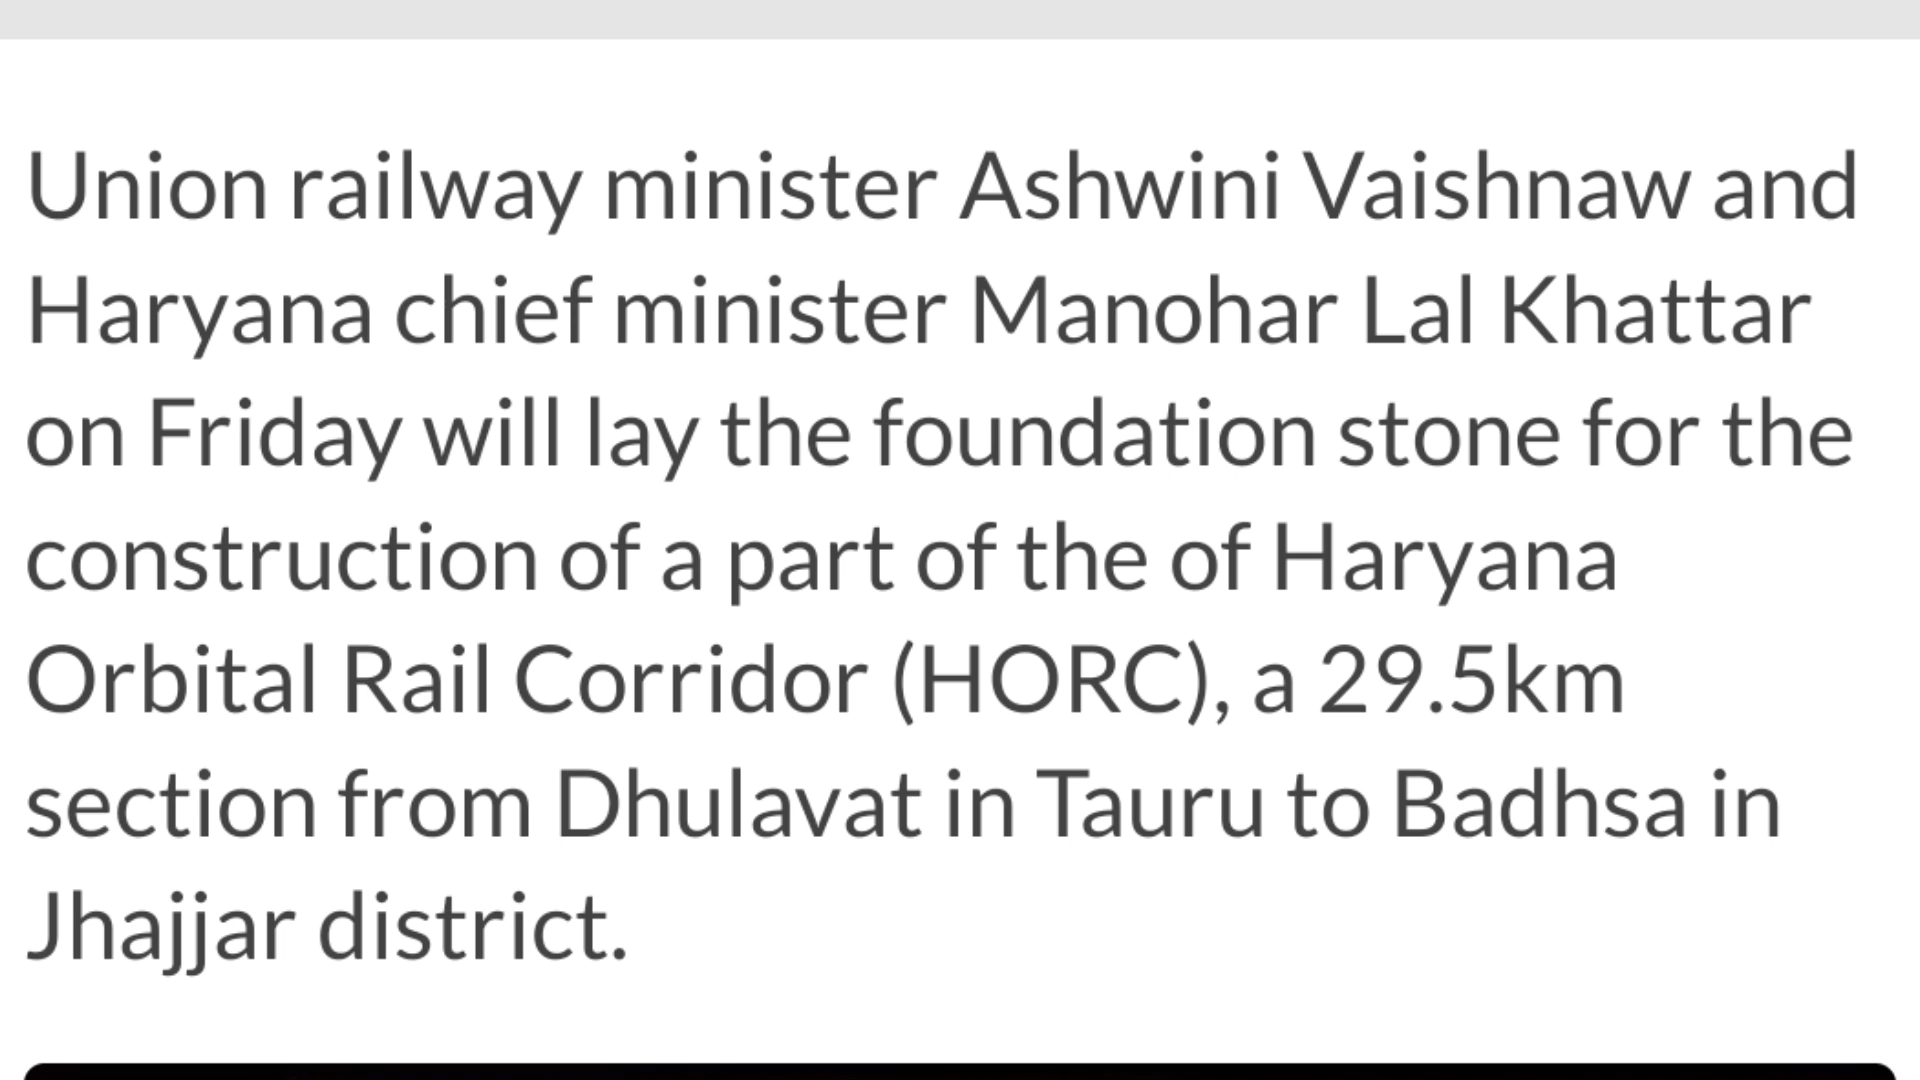 Union railway minister Ashwini Vaishnaw and
Haryana chief minister Manohar Lal Khattar
on Friday will lay the foundation stone for the
construction of a part of the of Haryana
Orbital Rail Corridor (HORC), a 29.5km
section from Dhulavat in Tauru to Badhsa in
Jhajjar district.